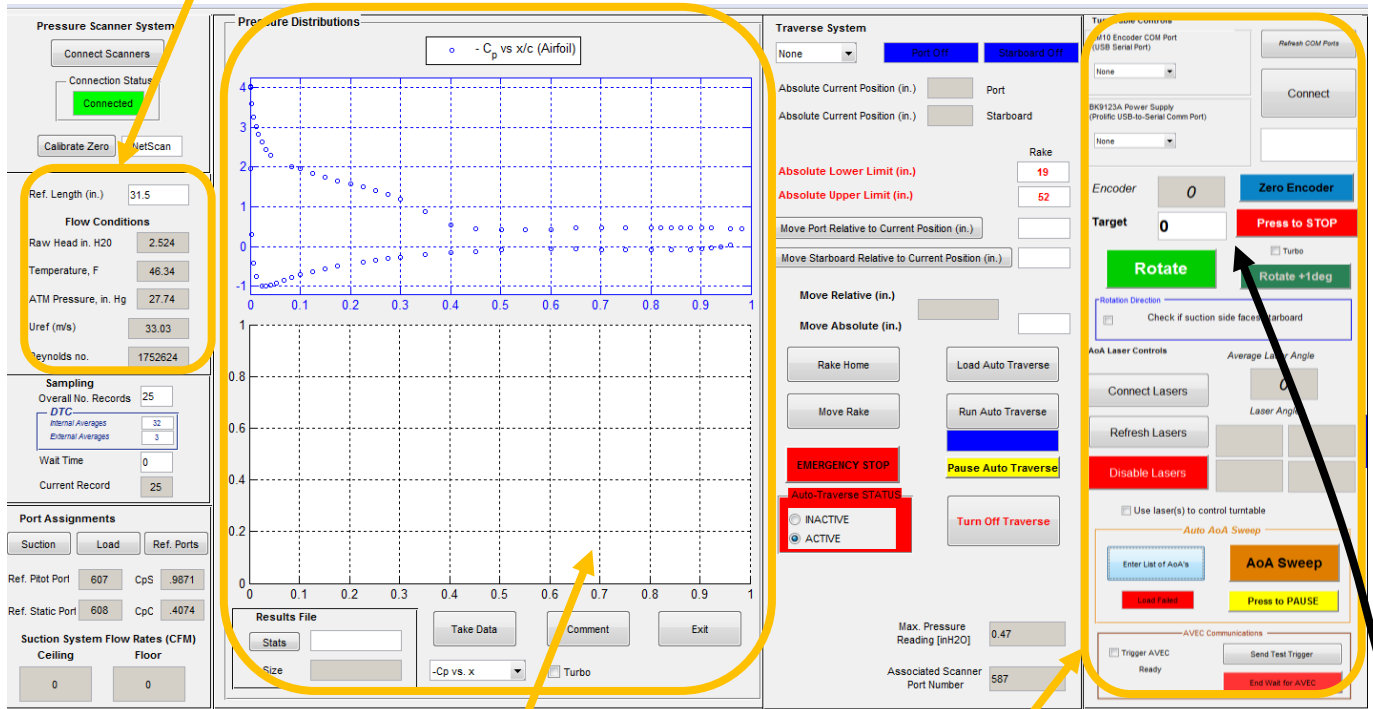 Pressure Scanner System
Connect Scanners
Connection Status
Connected
Calibrate Zero
NetScan
Ref. Length (in.)
31.5
Flow Conditions
Raw Head in. H20
2.524
Temperature, F
46.34
ATM Pressure, in. Hg
27.74
Uref (m/s)
33.03
Reynolds no.
1752624
Sampling
Overall No. Records
25
DTC
Internal Averages
32
External Averages
3
Wait Time
0
Current Record
25
Port Assignments
Suction
Load
Ref. Ports
Ref. Pitot Port
607
CpS
.9871
Ref. Static Port
608
CpC
.4074
Suction System Flow Rates (CFM)
Ceiling
Floor
0
0
Pressure Distributions
- Cp vs x/c (Airfoil)
4
3
2
1
0
-1
0 0.1 0.2 0.3 0.4 0.5 0.6 0.7 0.8 0.9 1
1
0.8
0.6
0.4
0.2
0
0 0.1 0.2 0.3 0.4 0.5 0.6 0.7 0.8 0.9 1
Results File
Stats
Size
Take Data
Comment
Exit
-Cp vs. x
Turbo
Traverse System
None
Port Off
Starboard Off
Absolute Current Position (in.)
Port
Absolute Current Position (in.)
Starboard
Rake
Absolute Lower Limit (in.)
19
Absolute Upper Limit (in.)
52
Move Port Relative to Current Position (in.)
Move Starboard Relative to Current Position (in.)
Move Relative (in.)
Move Absolute (in.)
Rake Home
Load Auto Traverse
Move Rake
Run Auto Traverse
EMERGENCY STOP
Pause Auto Traverse
Auto-Traverse STATUS
INACTIVE
ACTIVE
Turn Off Traverse
Max. Pressure
Reading [inH2O]
0.47
Associated Scanner
Port Number
587
Controls
Encoder COM Port
(USB Serial Port)
None
Refresh COM Ports
Connect
BK9123A Power Supply
(Prolific USB-to-Serial Comm Port)
None
Encoder
0
Zero Encoder
Target
0
Press to STOP
Turbo
Rotate
Rotate +1deg
Rotation Direction
Check if suction side faces starboard
AoA Laser Controls
Average Laser Angle
0
Connect Lasers
Laser Angles
Refresh Lasers
Disable Lasers
Use laser(s) to control turntable
Auto AoA Sweep
Enter List of AoA's
AoA Sweep
Load Failed
Press to PAUSE
AVEC Communications
Trigger AVEC
Ready
Send Test Trigger
End Wait for AVEC